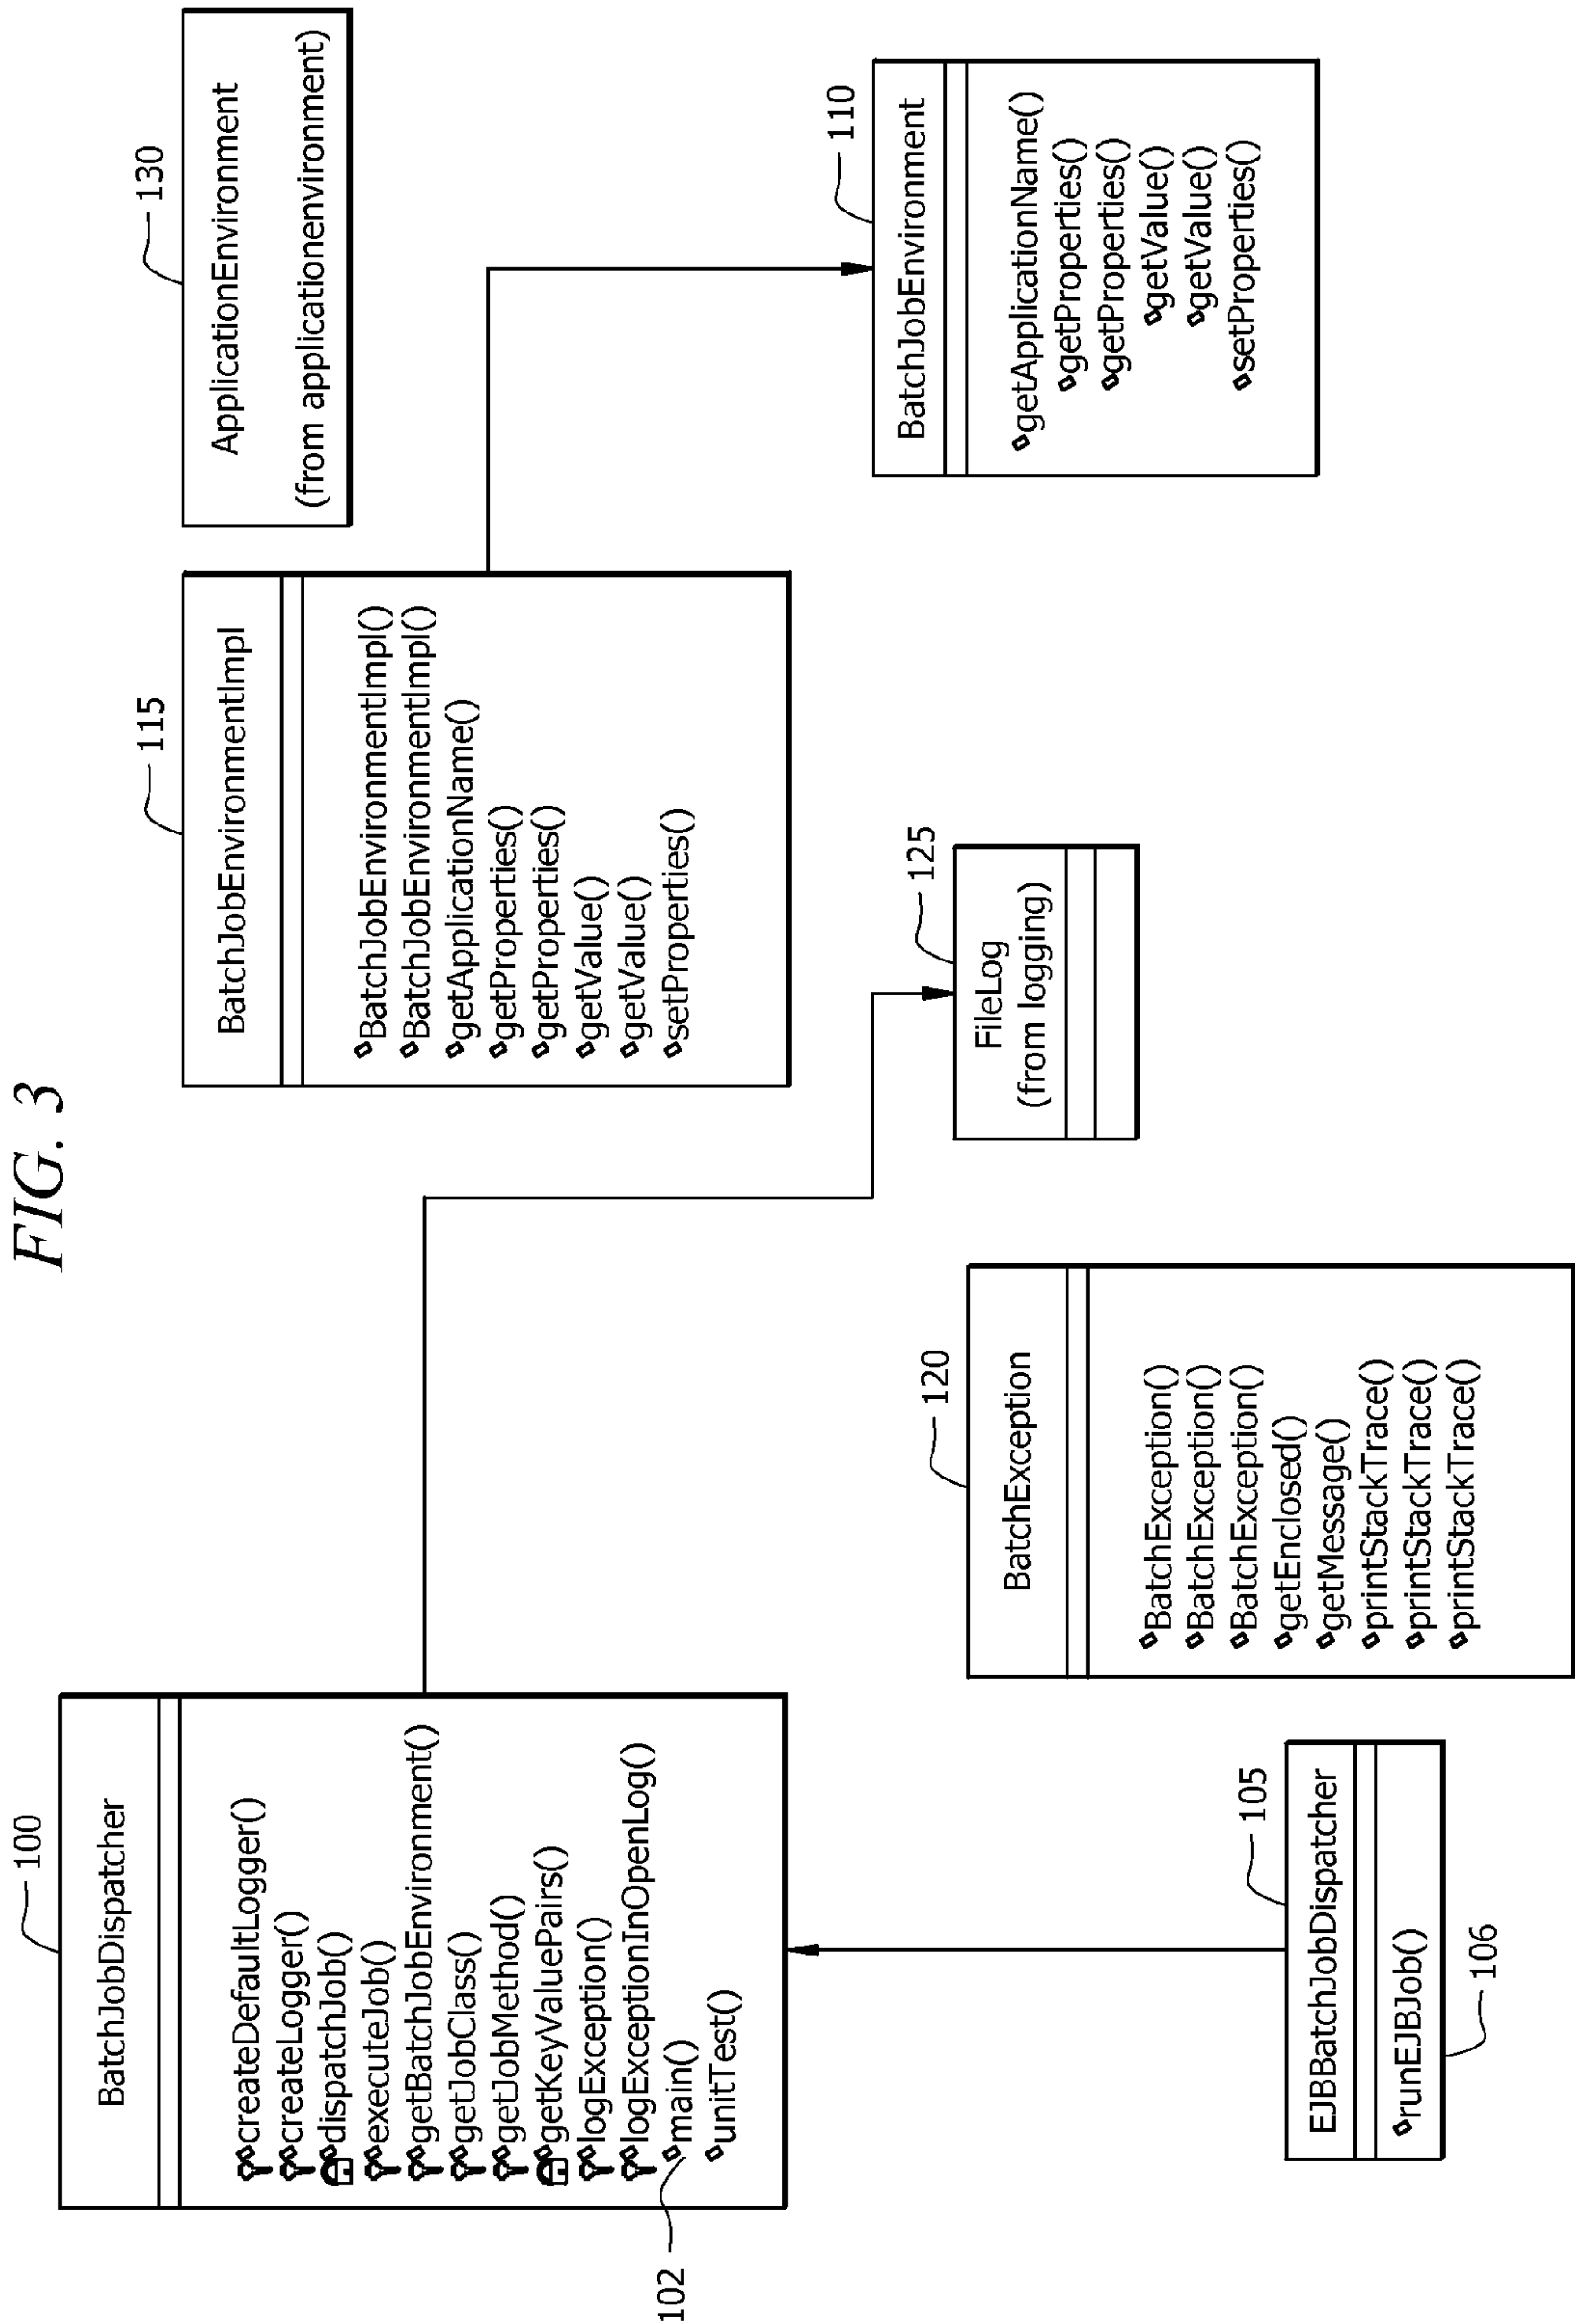 FIG. 3
100
BatchJobDispatcher
createDefaultLogger()
createLogger()
dispatchJob()
executeJob()
getBatchJobEnvironment()
getJobClass()
getJobMethod()
getKeyValuePairs()
logException()
logExceptionInOpenLog()
main()
unitTest()
102
115
BatchJobEnvironmentImpl
BatchJobEnvironmentImpl()
BatchJobEnvironmentImpl()
getApplicationName()
getProperties()
getProperties()
getValue()
getValue()
setProperties()
130
ApplicationEnvironment
(from applicationenvironment)
105
EJBBatchJobDispatcher
runEJBJob()
106
120
BatchException
BatchException()
BatchException()
BatchException()
getEnclosed()
getMessage()
printStackTrace()
printStackTrace()
printStackTrace()
125
FileLog
(from logging)
110
BatchJobEnvironment
getApplicationName()
getProperties()
getProperties()
getValue()
getValue()
setProperties()